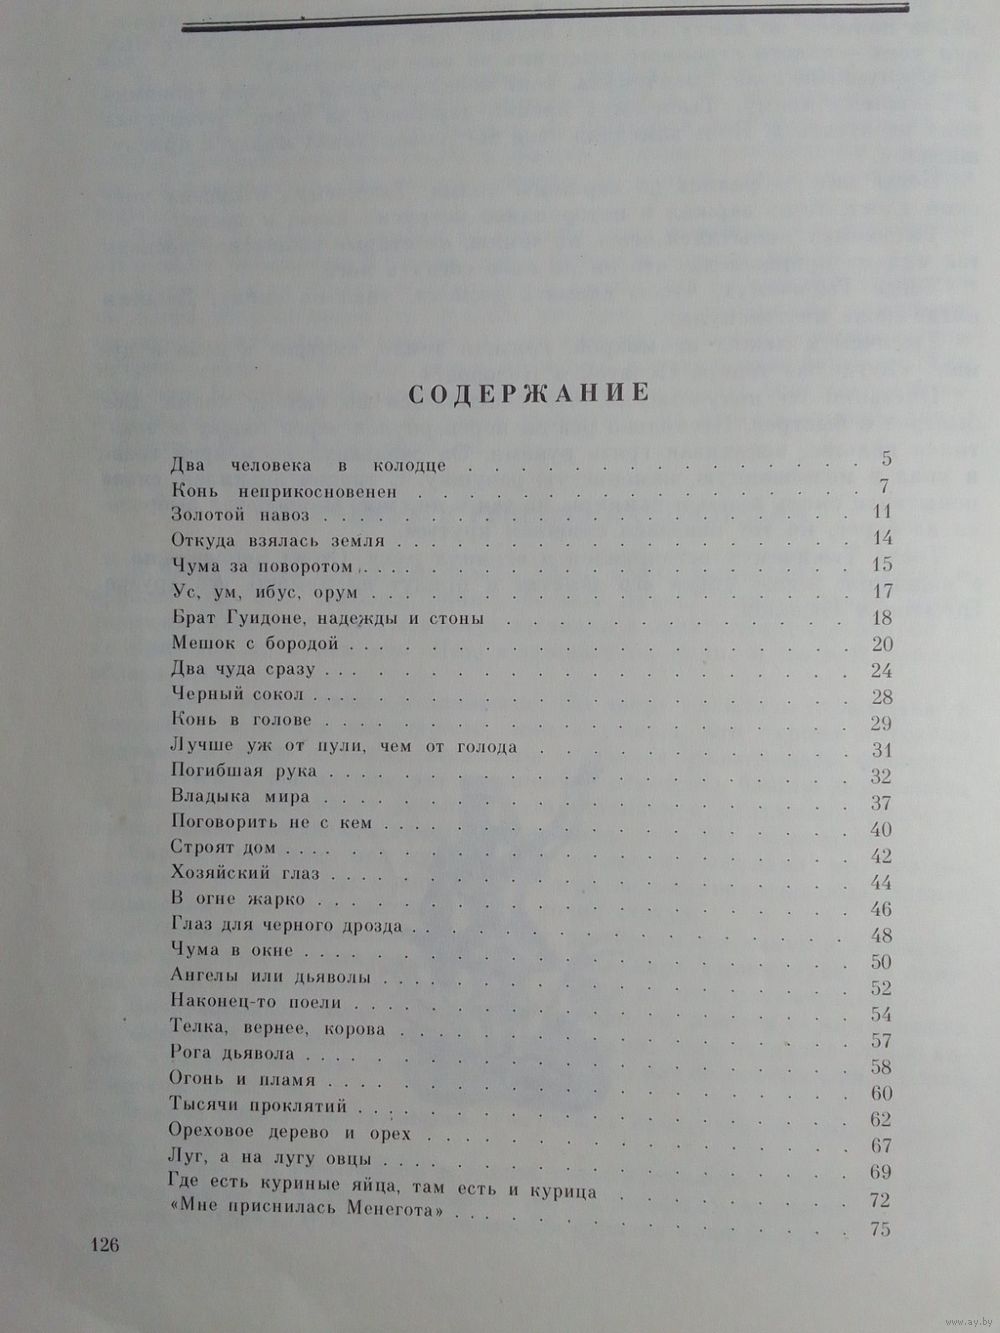 СОДЕРЖАНИЕ
Два человека в колодце . . . . . . . . . . . . . . . . 5
Конь неприкосновенен . . . . . . . . . . . . . . . . 7
Золотой навоз . . . . . . . . . . . . . . . . 11
Откуда взялась земля . . . . . . . . . . . . . . . . 14
Чума за поворотом . . . . . . . . . . . . . . . . 15
Ус, ум, ибус, орум . . . . . . . . . . . . . . . . 17
Брат Гуидоне, надежды и стоны . . . . . . . . . . . . 18
Мешок с бородой . . . . . . . . . . . . . . . . 20
Два чуда сразу . . . . . . . . . . . . . . . . 24
Черный сокол . . . . . . . . . . . . . . . . 28
Конь в голове . . . . . . . . . . . . . . . . 29
Лучше уж от пули, чем от голода . . . . . . . . . . . . 31
Погибшая рука . . . . . . . . . . . . . . . . 32
Владыка мира . . . . . . . . . . . . . . . . 37
Поговорить не с кем . . . . . . . . . . . . . . . . 40
Строят дом . . . . . . . . . . . . . . . . 42
Хозяйский глаз . . . . . . . . . . . . . . . . 44
В огне жарко . . . . . . . . . . . . . . . . 46
Глаз для черного дрозда . . . . . . . . . . . . . . . . 48
Чума в окне . . . . . . . . . . . . . . . . 50
Ангелы или дьяволы . . . . . . . . . . . . . . . . 52
Наконец-то поели . . . . . . . . . . . . . . . . 54
Телка, вернее, корова . . . . . . . . . . . . . . . . 57
Рога дьявола . . . . . . . . . . . . . . . . 58
Огонь и пламя . . . . . . . . . . . . . . . . 60
Тысячи проклятий . . . . . . . . . . . . . . . . 62
Ореховое дерево и орех . . . . . . . . . . . . . . . . 67
Луг, а на лугу овцы . . . . . . . . . . . . . . . . 69
Где есть куриные яйца, там есть и курица . . . . . . . . 72
«Мне приснилась Менегота» . . . . . . . . . . . . . . 75
126
www.ay.by